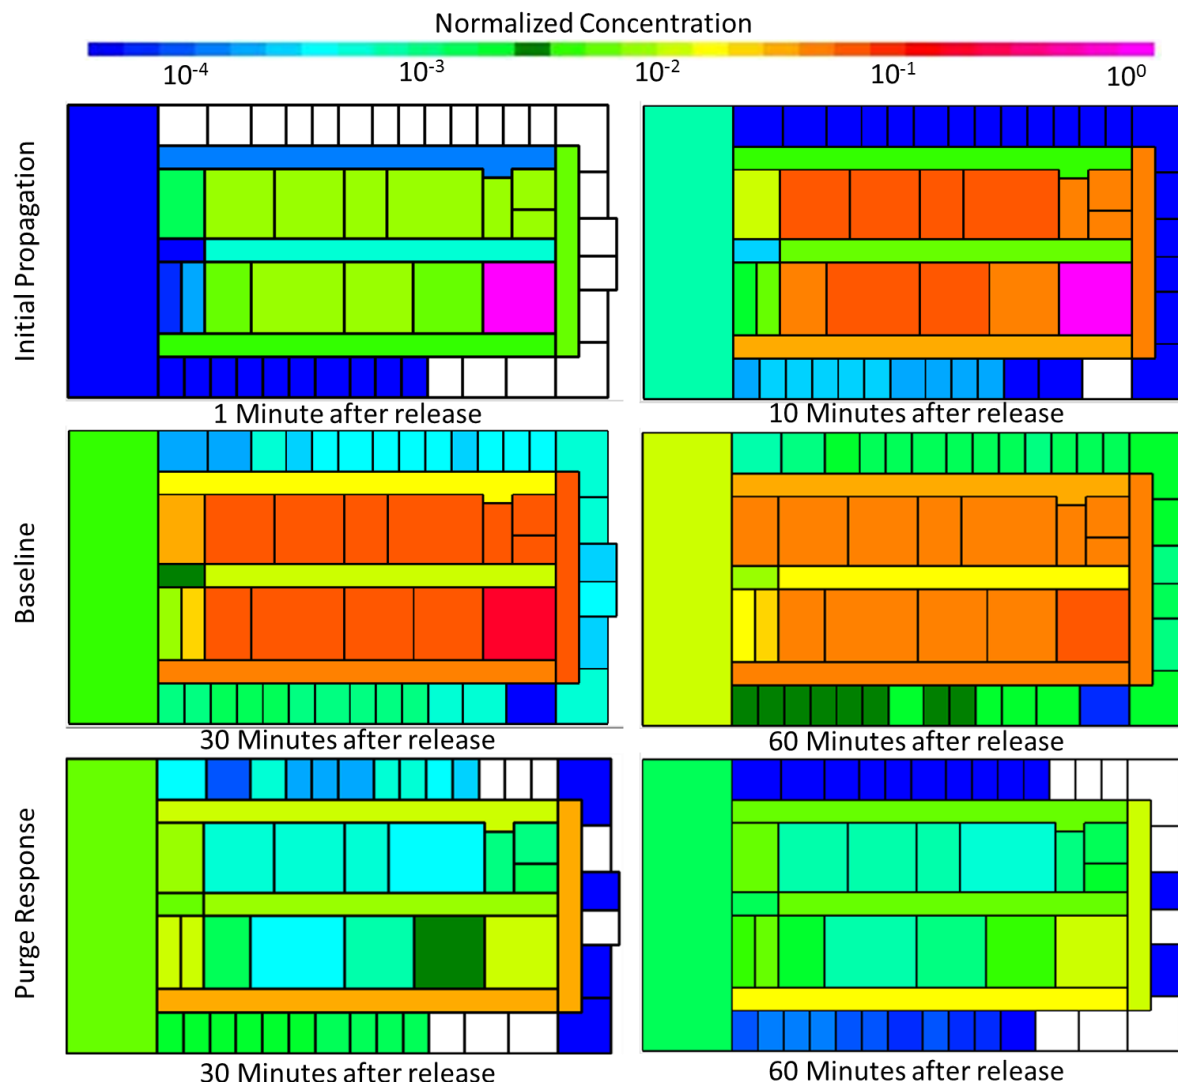 Normalized Concentration
10⁻⁴ 10⁻³ 10⁻² 10⁻¹ 10⁰
Initial Propagation
1 Minute after release
10 Minutes after release
Baseline
30 Minutes after release
60 Minutes after release
Purge Response
30 Minutes after release
60 Minutes after release